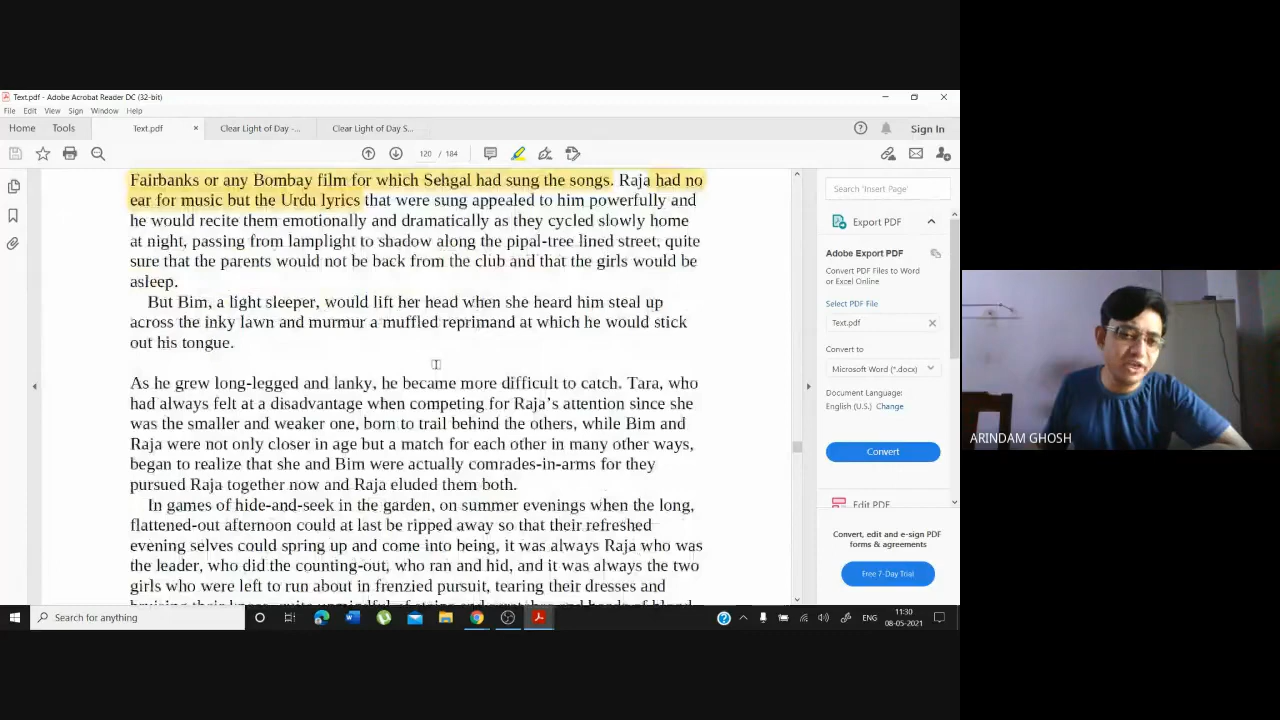 Text.pdf - Adobe Acrobat Reader DC (32-bit)
File Edit View Sign Window Help
Home Tools Text.pdf × Clear Light of Day -... Clear Light of Day S... Sign In
120 / 184
Fairbanks or any Bombay film for which Sehgal had sung the songs. Raja had no
ear for music but the Urdu lyrics that were sung appealed to him powerfully and
he would recite them emotionally and dramatically as they cycled slowly home
at night, passing from lamplight to shadow along the pipal-tree lined street, quite
sure that the parents would not be back from the club and that the girls would be
asleep.
But Bim, a light sleeper, would lift her head when she heard him steal up
across the inky lawn and murmur a muffled reprimand at which he would stick
out his tongue.
As he grew long-legged and lanky, he became more difficult to catch. Tara, who
had always felt at a disadvantage when competing for Raja's attention since she
was the smaller and weaker one, born to trail behind the others, while Bim and
Raja were not only closer in age but a match for each other in many other ways,
began to realize that she and Bim were actually comrades-in-arms for they
pursued Raja together now and Raja eluded them both.
In games of hide-and-seek in the garden, on summer evenings when the long,
flattened-out afternoon could at last be ripped away so that their refreshed
evening selves could spring up and come into being, it was always Raja who was
the leader, who did the counting-out, who ran and hid, and it was always the two
girls who were left to run about in frenzied pursuit, tearing their dresses and
Search 'Insert Page'
Export PDF
Adobe Export PDF
Convert PDF Files to Word
or Excel Online
Select PDF File
Text.pdf
Convert to
Microsoft Word (*.docx)
Document Language:
English (U.S.) Change
Convert
Edit PDF
Convert, edit and e-sign PDF
forms & agreements
Free 7-Day Trial
ARINDAM GHOSH
Search for anything
ENG
11:30
08-05-2021